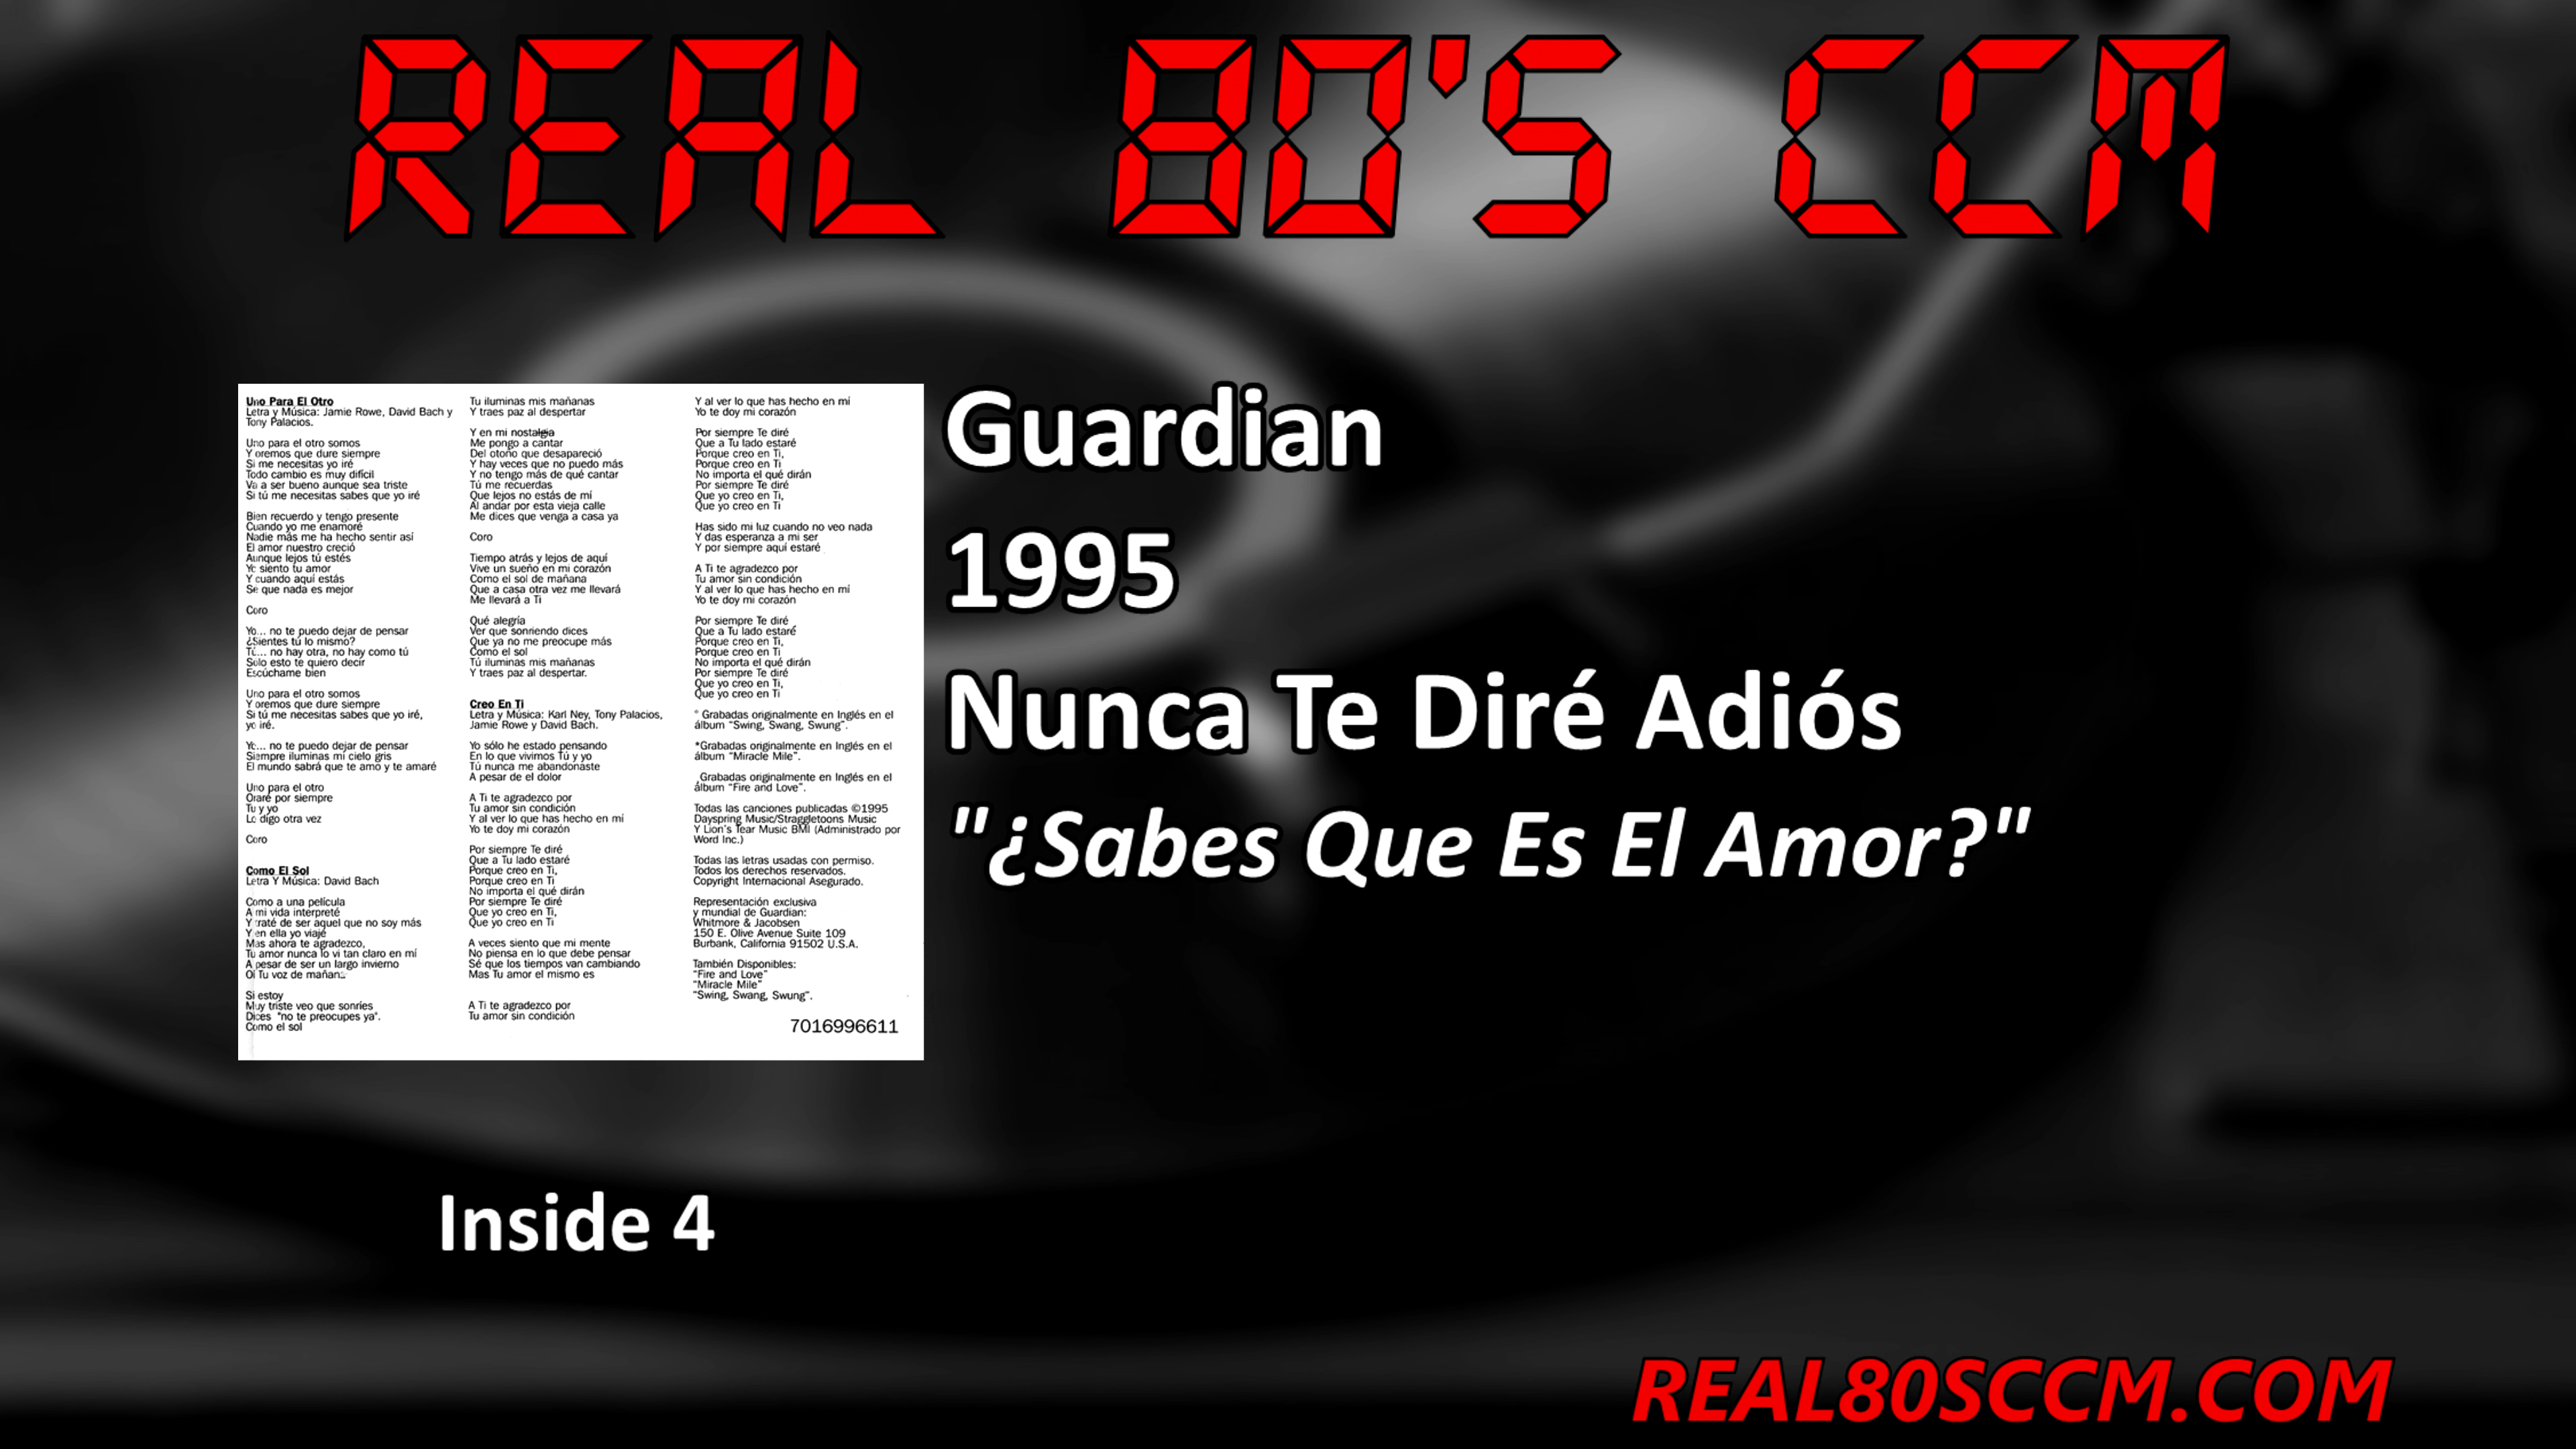 REAL 80'S CCM
Uno Para El Otro
Letra y Música: Jamie Rowe, David Bach y
Tony Palacios.
Uno para el otro somos
Y oremos que dure siempre
Si me necesitas yo iré
Todo cambio es muy difícil
Va a ser bueno aunque sea triste
Si tú me necesitas sabes que yo iré
Bien recuerdo y tengo presente
Cuando yo me enamoré
Nadie más me ha hecho sentir así
El amor nuestro creció
Aunque lejos tú estés
Yo siento tu amor
Y cuando aquí estás
Se que nada es mejor
Coro
Yo... no te puedo dejar de pensar
¿Sientes tú lo mismo?
Tú... no hay otra, no hay como tú
Solo esto te quiero decir
Escúchame bien
Uno para el otro somos
Y oremos que dure siempre
Si tú me necesitas sabes que yo iré,
yo iré.
Yo... no te puedo dejar de pensar
Siempre iluminas mi cielo gris
El mundo sabrá que te amo y te amaré
Uno para el otro
Oraré por siempre
Tu y yo
Lo digo otra vez
Coro
Como El Sol
Letra Y Música: David Bach
Como a una película
A mi vida interpreté
Y traté de ser aquel que no soy más
Y en ella yo viajé
Mas ahora te agradezco,
Tu amor nunca lo vi tan claro en mí
A pesar de ser un largo invierno
Oí Tu voz de mañana
Si estoy
Muy triste veo que sonríes
Dices "no te preocupes ya".
Como el sol
Tu iluminas mis mañanas
Y traes paz al despertar
Y en mi nostalgia
Me pongo a cantar
Del otoño que desapareció
Y hay veces que no puedo más
Y no tengo más de qué cantar
Tú me recuerdas
Que lejos no estás de mí
Al andar por esta vieja calle
Me dices que venga a casa ya
Coro
Tiempo atrás y lejos de aquí
Vive un sueño en mi corazón
Como el sol de mañana
Que a casa otra vez me llevará
Me llevará a Ti
Qué alegría
Ver que sonriendo dices
Que ya no me preocupe más
Como el sol
Tú iluminas mis mañanas
Y traes paz al despertar.
Creo En Ti
Letra y Música: Karl Ney, Tony Palacios,
Jamie Rowe y David Bach.
Yo sólo he estado pensando
En lo que vivimos Tú y yo
Tú nunca me abandonaste
A pesar de el dolor
A Ti te agradezco por
Tu amor sin condición
Y al ver lo que has hecho en mí
Yo te doy mi corazón
Por siempre Te diré
Que a Tu lado estaré
Porque creo en Ti,
Porque creo en Ti
No importa el qué dirán
Por siempre Te diré
Que yo creo en Ti,
Que yo creo en Ti
A veces siento que mi mente
No piensa en lo que debe pensar
Sé que los tiempos van cambiando
Mas Tu amor el mismo es
A Ti te agradezco por
Tu amor sin condición
Y al ver lo que has hecho en mí
Yo te doy mi corazón
Por siempre Te diré
Que a Tu lado estaré
Porque creo en Ti,
Porque creo en Ti
No importa el qué dirán
Por siempre Te diré
Que yo creo en Ti,
Que yo creo en Ti
Has sido mi luz cuando no veo nada
Y das esperanza a mi ser
Y por siempre aquí estaré
A Ti te agradezco por
Tu amor sin condición
Y al ver lo que has hecho en mí
Yo te doy mi corazón
Por siempre Te diré
Que a Tu lado estaré
Porque creo en Ti,
Porque creo en Ti
No importa el qué dirán
Por siempre Te diré
Que yo creo en Ti,
Que yo creo en Ti
° Grabadas originalmente en Inglés en el
álbum "Swing, Swang, Swung".
*Grabadas originalmente en Inglés en el
álbum "Miracle Mile".
Grabadas originalmente en Inglés en el
álbum "Fire and Love".
Todas las canciones publicadas ©1995
Dayspring Music/Straggletoons Music
Y Lion's Tear Music BMI (Administrado por
Word Inc.)
Todas las letras usadas con permiso.
Todos los derechos reservados.
Copyright Internacional Asegurado.
Representación exclusiva
y mundial de Guardian:
Whitmore & Jacobsen
150 E. Olive Avenue Suite 109
Burbank, California 91502 U.S.A.
También Disponibles:
"Fire and Love"
"Miracle Mile"
"Swing, Swang, Swung".
7016996611
Guardian
1995
Nunca Te Diré Adiós
"¿Sabes Que Es El Amor?"
Inside 4
REAL80SCCM.COM